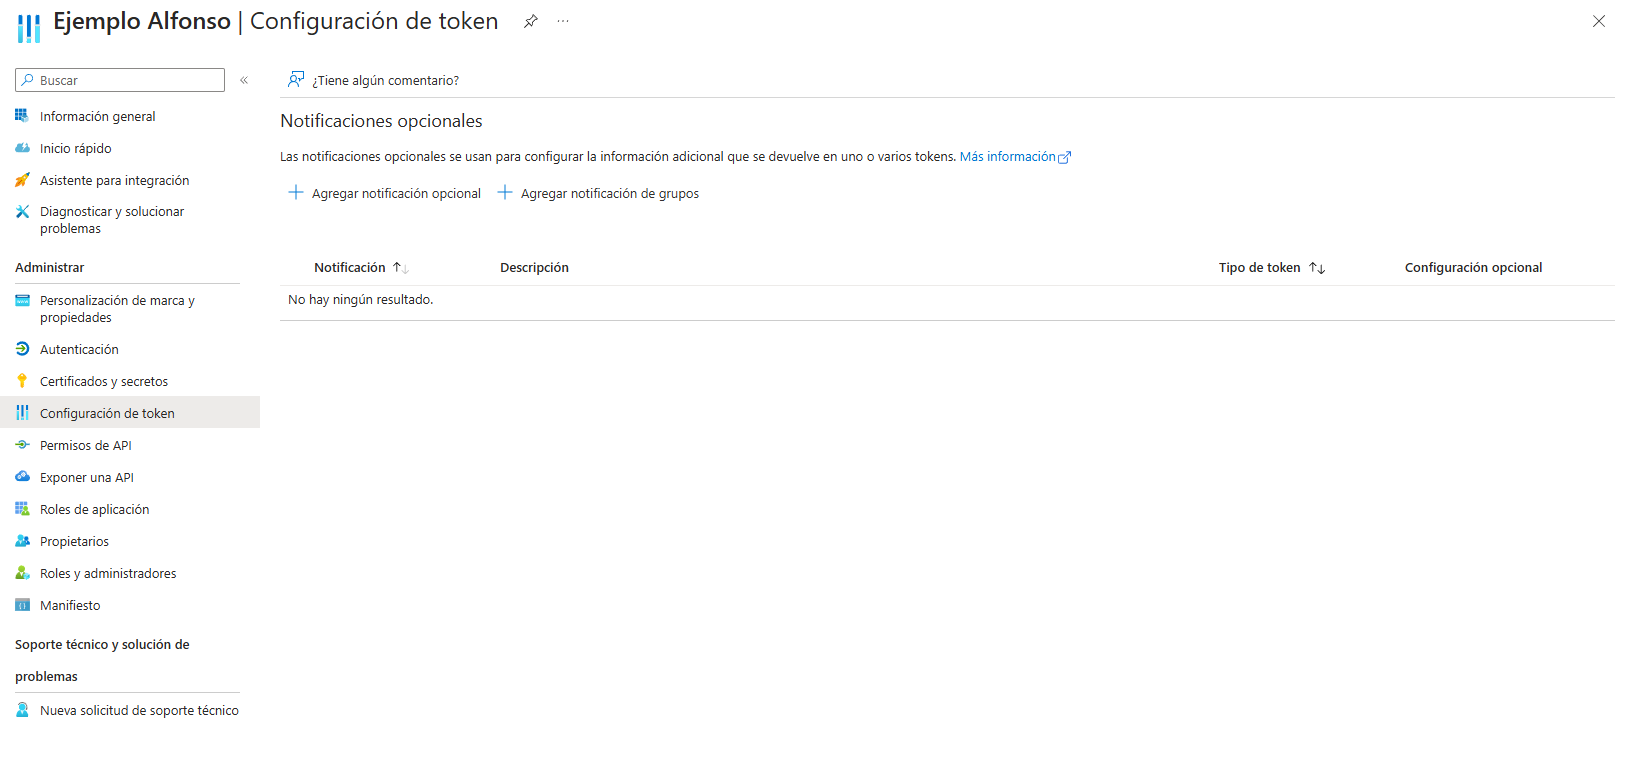 Ejemplo Alfonso | Configuración de token
Buscar
Información general
Inicio rápido
Asistente para integración
Diagnosticar y solucionar
problemas
Administrar
Personalización de marca y
propiedades
Autenticación
Certificados y secretos
Configuración de token
Permisos de API
Exponer una API
Roles de aplicación
Propietarios
Roles y administradores
Manifiesto
Soporte técnico y solución de
problemas
Nueva solicitud de soporte técnico
¿Tiene algún comentario?
Notificaciones opcionales
Las notificaciones opcionales se usan para configurar la información adicional que se devuelve en uno o varios tokens. Más información
Agregar notificación opcional Agregar notificación de grupos
Notificación Descripción Tipo de token Configuración opcional
No hay ningún resultado.